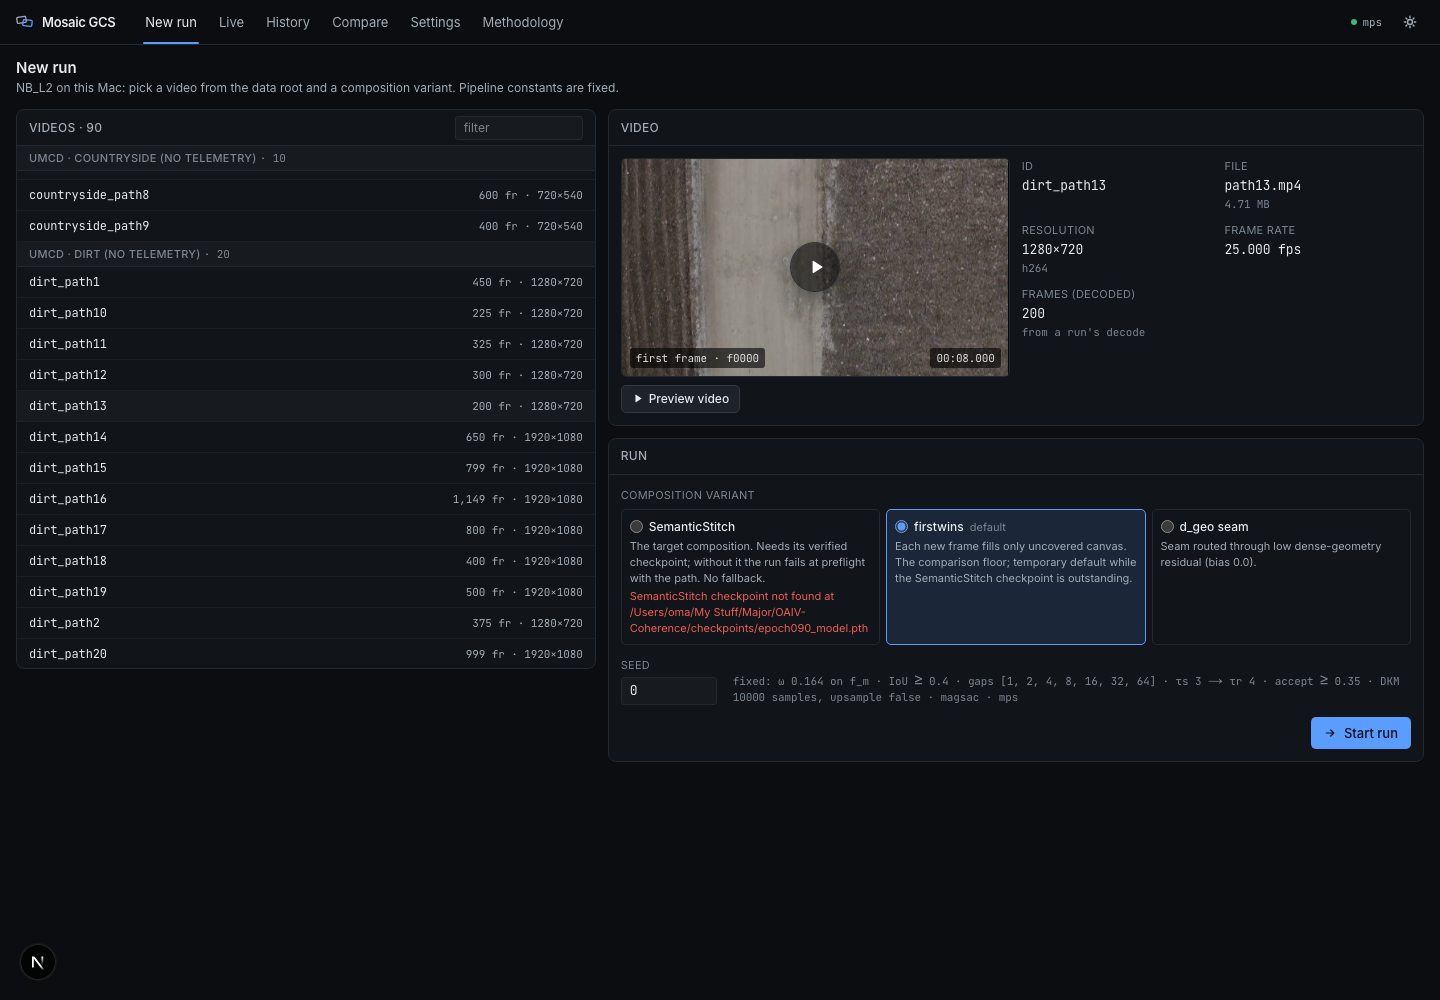 Mosaic GCS
New run
Live
History
Compare
Settings
Methodology
mps
New run
NB_L2 on this Mac: pick a video from the data root and a composition variant. Pipeline constants are fixed.
VIDEOS · 90
filter
UMCD · COUNTRYSIDE (NO TELEMETRY) · 10
countryside_path8 600 fr · 720×540
countryside_path9 400 fr · 720×540
UMCD · DIRT (NO TELEMETRY) · 20
dirt_path1 450 fr · 1280×720
dirt_path10 225 fr · 1280×720
dirt_path11 325 fr · 1280×720
dirt_path12 300 fr · 1280×720
dirt_path13 200 fr · 1280×720
dirt_path14 650 fr · 1920×1080
dirt_path15 799 fr · 1920×1080
dirt_path16 1,149 fr · 1920×1080
dirt_path17 800 fr · 1920×1080
dirt_path18 400 fr · 1920×1080
dirt_path19 500 fr · 1920×1080
dirt_path2 375 fr · 1280×720
dirt_path20 999 fr · 1920×1080
VIDEO
first frame · f0000
00:08.000
Preview video
ID
dirt_path13
FILE
path13.mp4
4.71 MB
RESOLUTION
1280×720
h264
FRAME RATE
25.000 fps
FRAMES (DECODED)
200
from a run's decode
RUN
COMPOSITION VARIANT
SemanticStitch
The target composition. Needs its verified
checkpoint; without it the run fails at preflight
with the path. No fallback.
SemanticStitch checkpoint not found at
/Users/oma/My Stuff/Major/OAIV-
Coherence/checkpoints/epoch090_model.pth
firstwins default
Each new frame fills only uncovered canvas.
The comparison floor; temporary default while
the SemanticStitch checkpoint is outstanding.
d_geo seam
Seam routed through low dense-geometry
residual (bias 0.0).
SEED
0
fixed: ω 0.164 on f_m · IoU ≥ 0.4 · gaps [1, 2, 4, 8, 16, 32, 64] · τs 3 → τr 4 · accept ≥ 0.35 · DKM
10000 samples, upsample false · magsac · mps
Start run
N